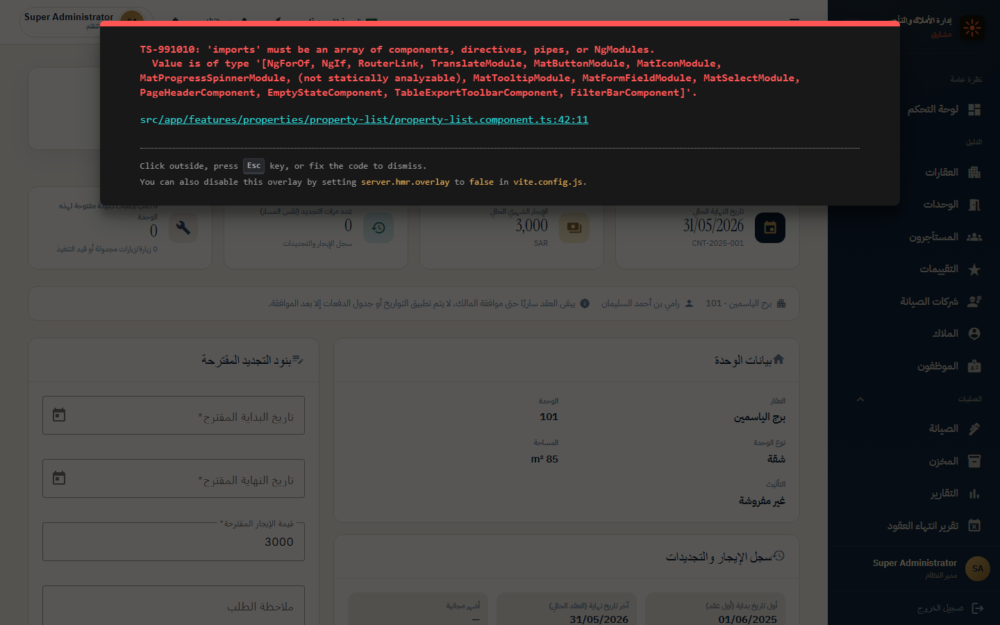 Super Administrator
SA
إدارة الأملاك والتأجير
مشارق
TS-991010: 'imports' must be an array of components, directives, pipes, or NgModules.
Value is of type '[NgForOf, NgIf, RouterLink, TranslateModule, MatButtonModule, MatIconModule,
MatProgressSpinnerModule, (not statically analyzable), MatTooltipModule, MatFormFieldModule, MatSelectModule,
PageHeaderComponent, EmptyStateComponent, TableExportToolbarComponent, FilterBarComponent]'.
src/app/features/properties/property-list/property-list.component.ts:42:11
Click outside, press Esc key, or fix the code to dismiss.
You can also disable this overlay by setting server.hmr.overlay to false in vite.config.js.
نظرة عامة
لوحة التحكم
الدليل
العقارات
الوحدات
المستأجرون
التقييمات
شركات الصيانة
الملاك
الموظفون
العمليات
الصيانة
المخزن
التقارير
تقرير انتهاء العقود
Super Administrator
SA
مدير النظام
تسجيل الخروج
تاريخ النهاية الحالي
31/05/2026
CNT-2025-001
الإيجار الشهري الحالي
3,000
SAR
عدد مرات التجديد (نفس المسار)
0
سجل الإيجار والتجديدات
0 طلب/طلبات صيانة مفتوحة لهذه
الوحدة
0
0 زيارة/زيارات مجدولة أو قيد التنفيذ
برج الياسمين · 101
رامي بن أحمد السليمان
يبقى العقد ساريًا حتى موافقة المالك. لا يتم تطبيق التواريخ أو جدول الدفعات إلا بعد الموافقة.
بيانات الوحدة
العقار
برج الياسمين
الوحدة
101
نوع الوحدة
شقة
المساحة
85 m²
التأثيث
غير مفروشة
سجل الإيجار والتجديدات
أول تاريخ بداية (أول عقد)
01/06/2025
آخر تاريخ نهاية (العقد الحالي)
31/05/2026
أشهر مجانية
—
بنود التجديد المقترحة
تاريخ البداية المقترح*
تاريخ النهاية المقترح*
قيمة الإيجار المقترحة*
3000
ملاحظة الطلب